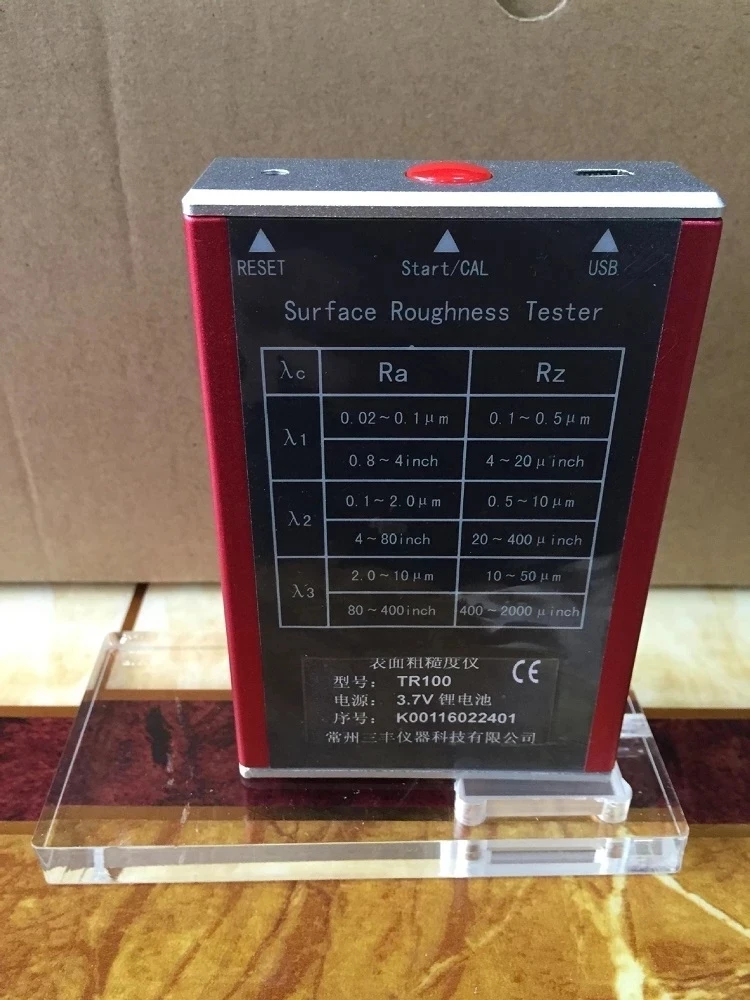 RESET Start/CAL USB
Surface Roughness Tester
λc Ra Rz
λ1 0.02~0.1μm 0.1~0.5μm
0.8~4inch 4~20μinch
λ2 0.1~2.0μm 0.5~10μm
4~80inch 20~400μinch
λ3 2.0~10μm 10~50μm
80~400inch 400~2000μinch
表面粗糙度仪 CE
型号: TR100
电源: 3.7V 锂电池
序号: K00116022401
常州三丰仪器科技有限公司